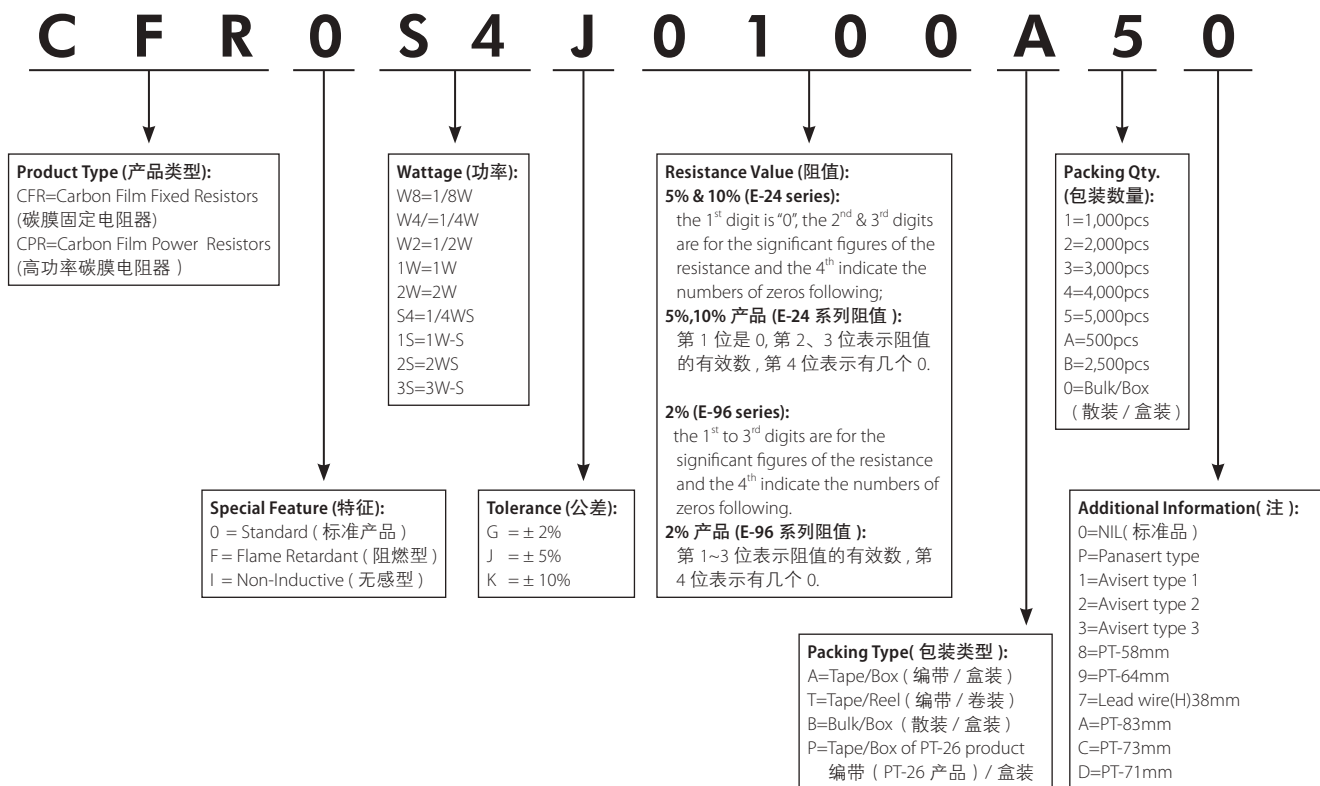 C F R 0 S 4 J 0 1 0 0 A 5 0
Product Type (产品类型):
CFR=Carbon Film Fixed Resistors
(碳膜固定电阻器)
CPR=Carbon Film Power Resistors
(高功率碳膜电阻器 )
Wattage (功率):
W8=1/8W
W4/=1/4W
W2=1/2W
1W=1W
2W=2W
S4=1/4WS
1S=1W-S
2S=2WS
3S=3W-S
Resistance Value (阻值):
5% & 10% (E-24 series):
the 1st digit is "0", the 2nd & 3rd digits
are for the significant figures of the
resistance and the 4th indicate the
numbers of zeros following;
5%,10% 产品 (E-24 系列阻值 ):
第 1 位是 0, 第 2、3 位表示阻值
的有效数 , 第 4 位表示有几个 0.
2% (E-96 series):
the 1st to 3rd digits are for the
significant figures of the resistance
and the 4th indicate the numbers of
zeros following.
2% 产品 (E-96 系列阻值 ):
第 1~3 位表示阻值的有效数 , 第
4 位表示有几个 0.
Packing Qty.
(包装数量):
1=1,000pcs
2=2,000pcs
3=3,000pcs
4=4,000pcs
5=5,000pcs
A=500pcs
B=2,500pcs
0=Bulk/Box
( 散装 / 盒装 )
Special Feature (特征):
0 = Standard ( 标准产品 )
F = Flame Retardant ( 阻燃型 )
I = Non-Inductive ( 无感型 )
Tolerance (公差):
G = ± 2%
J = ± 5%
K = ± 10%
Packing Type( 包装类型 ):
A=Tape/Box ( 编带 / 盒装 )
T=Tape/Reel ( 编带 / 卷装 )
B=Bulk/Box ( 散装 / 盒装 )
P=Tape/Box of PT-26 product
编带 ( PT-26 产品 ) / 盒装
Additional Information( 注 ):
0=NIL( 标准品 )
P=Panasert type
1=Avisert type 1
2=Avisert type 2
3=Avisert type 3
8=PT-58mm
9=PT-64mm
7=Lead wire(H)38mm
A=PT-83mm
C=PT-73mm
D=PT-71mm